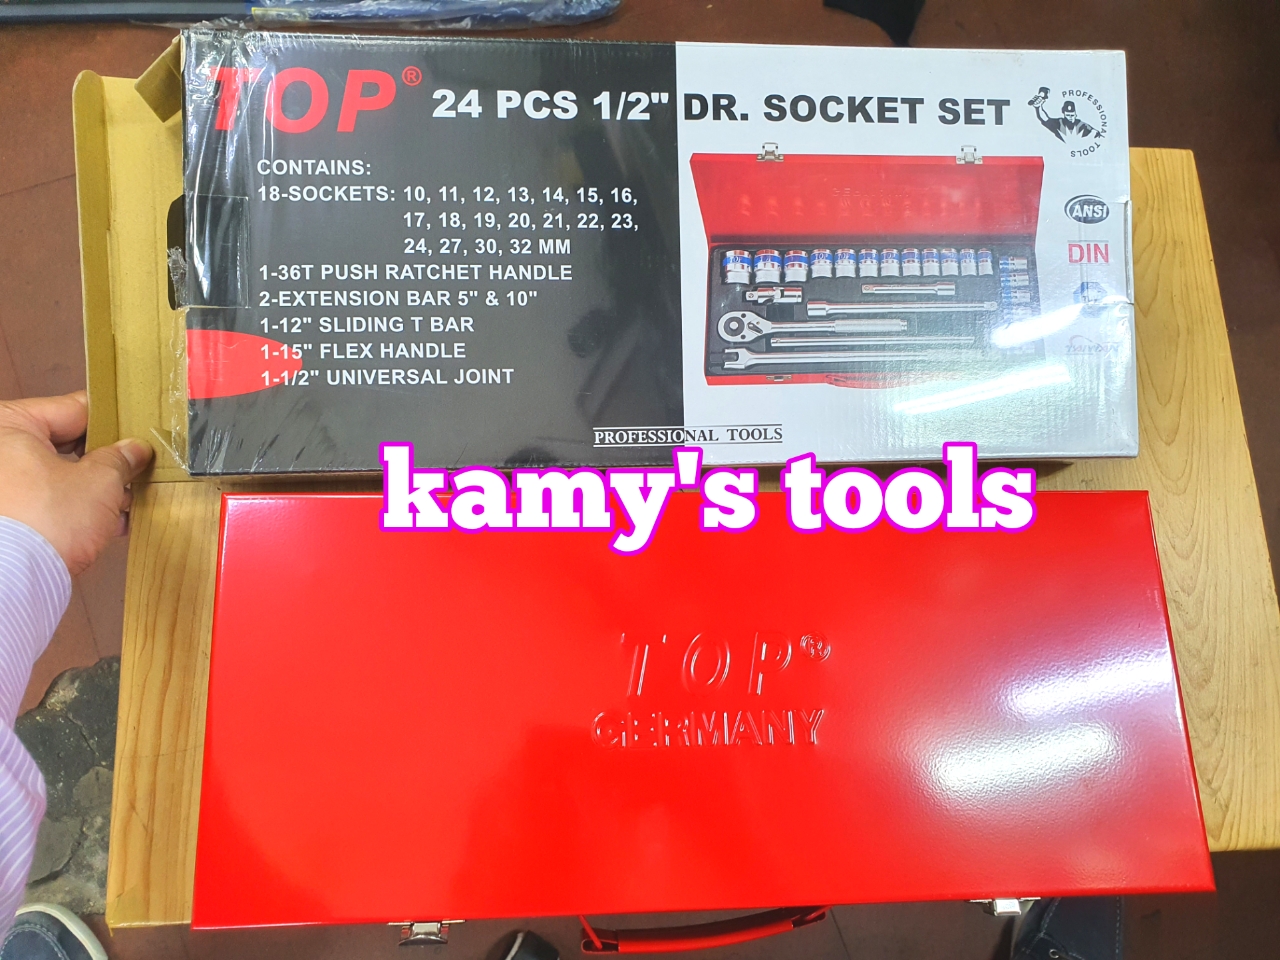 TOP®
24 PCS 1/2" DR. SOCKET SET
PROFESSIONAL TOOLS
CONTAINS:
18-SOCKETS: 10, 11, 12, 13, 14, 15, 16,
17, 18, 19, 20, 21, 22, 23,
24, 27, 30, 32 MM
1-36T PUSH RATCHET HANDLE
2-EXTENSION BAR 5" & 10"
1-12" SLIDING T BAR
1-15" FLEX HANDLE
1-1/2" UNIVERSAL JOINT
ANSI
DIN
PROFESSIONAL TOOLS
kamy's tools
TOP®
GERMANY